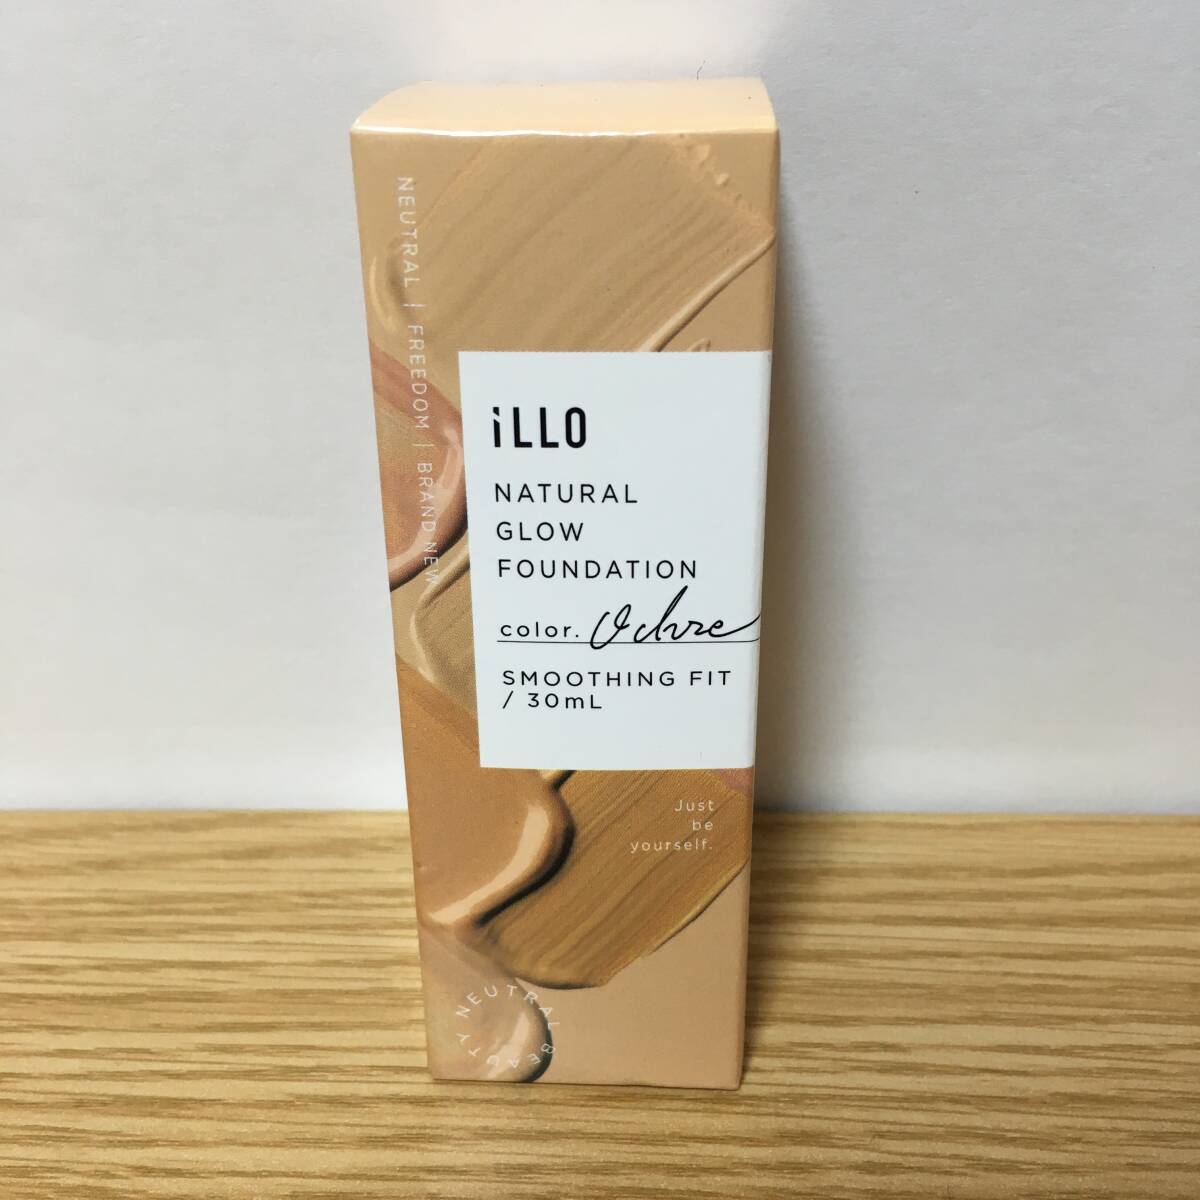 NEUTRAL | FREEDOM | BRAND NEW
iLLO
NATURAL
GLOW
FOUNDATION
color. Ochre
SMOOTHING FIT
/ 30mL
Just
be
yourself.
NEUTRAL BEAUTY